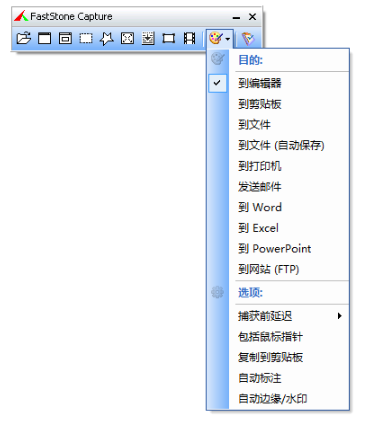 FastStone Capture
目的:
到编辑器
到剪贴板
到文件
到文件 (自动保存)
到打印机
发送邮件
到 Word
到 Excel
到 PowerPoint
到网站 (FTP)
选项:
捕获前延迟
包括鼠标指针
复制到剪贴板
自动标注
自动边缘/水印